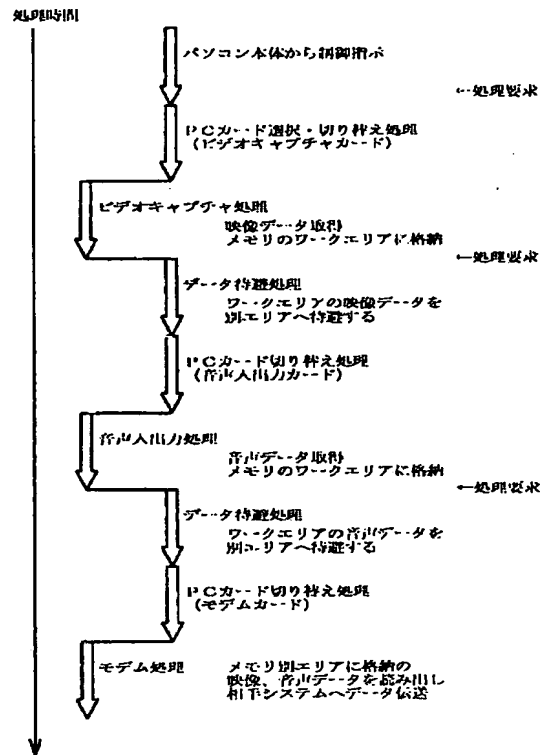 処理時間
パソコン本体から制御指示
←処理要求
PCカード選択・切り替え処理
(ビデオキャプチャカード)
ビデオキャプチャ処理
映像データ取得
メモリのワークエリアに格納
←処理要求
データ待避処理
ワークエリアの映像データを
別エリアへ待避する
PCカード切り替え処理
(音声入出力カード)
音声入出力処理
音声データ取得
メモリのワークエリアに格納
←処理要求
データ待避処理
ワークエリアの音声データを
別エリアへ待避する
PCカード切り替え処理
(モデムカード)
モデム処理
メモリ別エリアに格納の
映像、音声データを読み出し
相手システムへデータ伝送